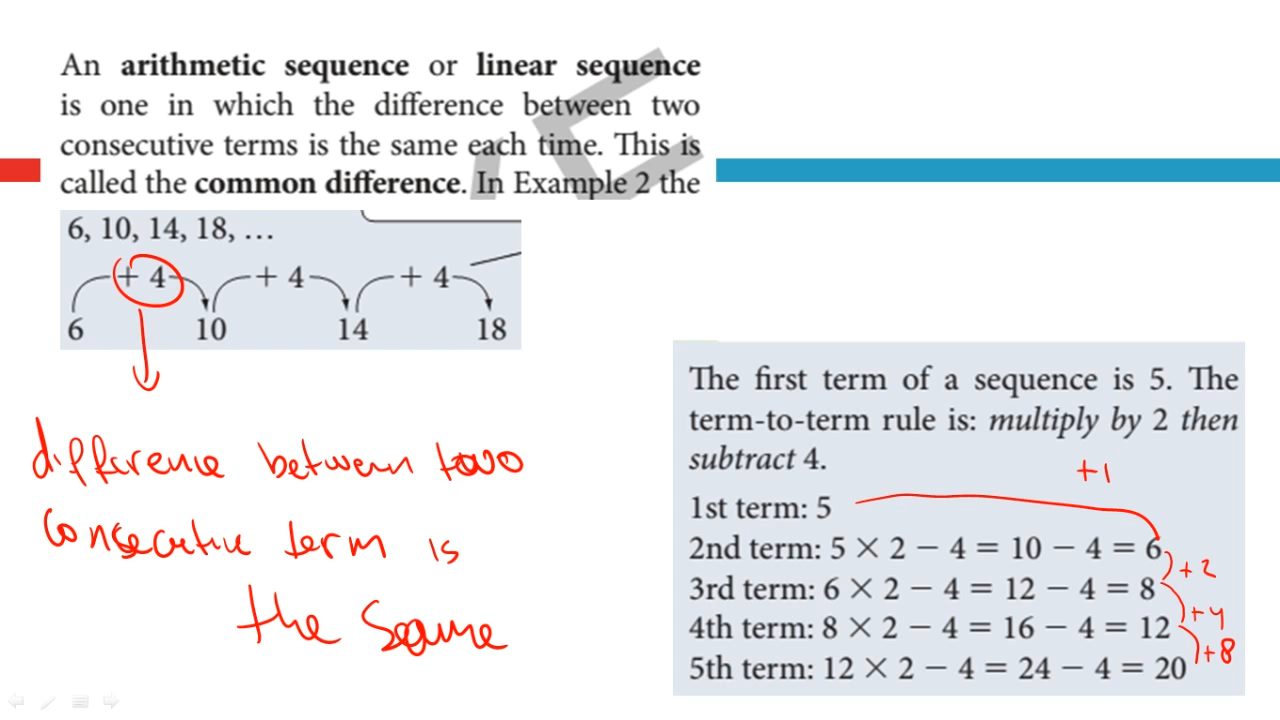 An arithmetic sequence or linear sequence
is one in which the difference between two
consecutive terms is the same each time. This is
called the common difference. In Example 2 the
6, 10, 14, 18, …
+ 4 + 4 + 4
6 10 14 18
difference between two
consecutive term is
the same
The first term of a sequence is 5. The
term-to-term rule is: multiply by 2 then
subtract 4.
+1
1st term: 5
2nd term: 5 × 2 − 4 = 10 − 4 = 6
+2
3rd term: 6 × 2 − 4 = 12 − 4 = 8
+4
4th term: 8 × 2 − 4 = 16 − 4 = 12
+8
5th term: 12 × 2 − 4 = 24 − 4 = 20